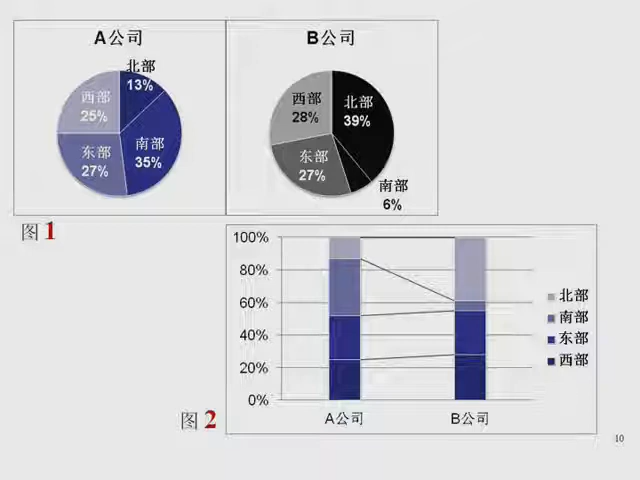 A公司
北部
13%
西部
25%
南部
35%
东部
27%
B公司
西部
28%
北部
39%
东部
27%
南部
6%
图1
100%
80%
60%
40%
20%
0%
A公司
B公司
北部
南部
东部
西部
图2
10